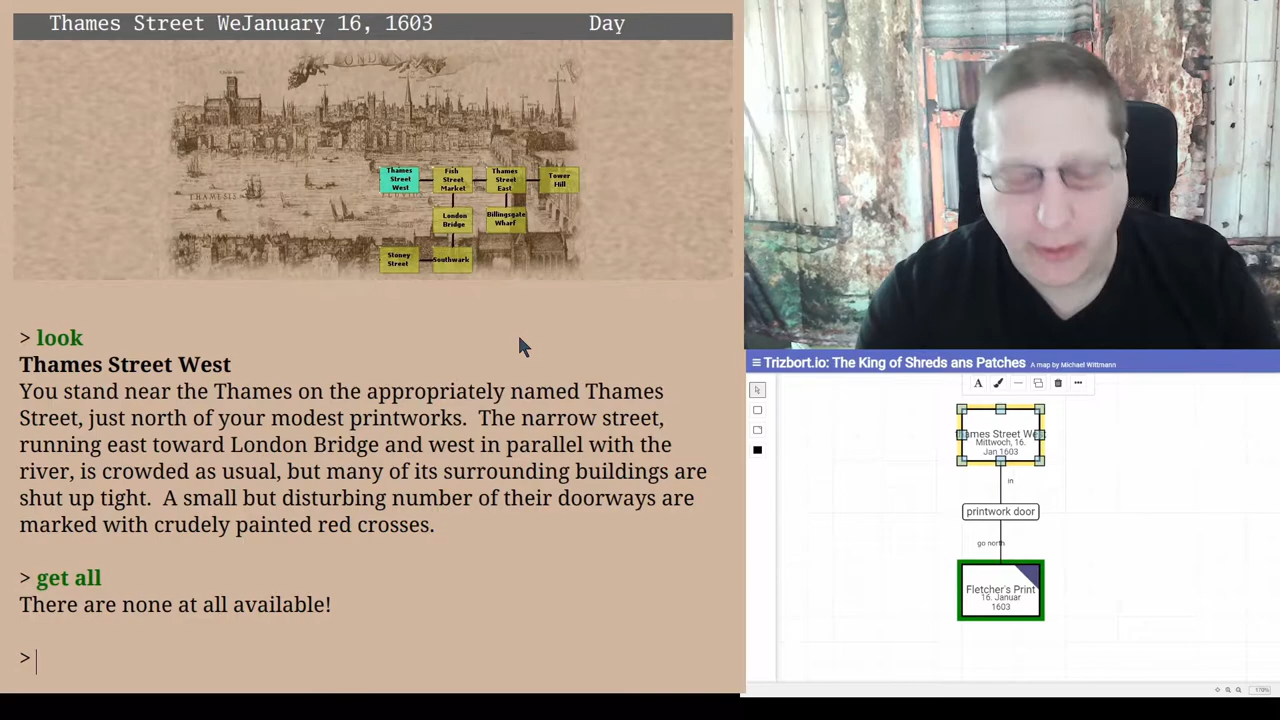 Thames Street WeJanuary 16, 1603 Day
LONDON
THAMESIS
Thames Street West
Fish Street Market
Thames Street East
Tower Hill
London Bridge
Billingsgate Wharf
Stoney Street
Southwark
> look
Thames Street West
You stand near the Thames on the appropriately named Thames
Street, just north of your modest printworks. The narrow street,
running east toward London Bridge and west in parallel with the
river, is crowded as usual, but many of its surrounding buildings are
shut up tight. A small but disturbing number of their doorways are
marked with crudely painted red crosses.
> get all
There are none at all available!
>
Trizbort.io: The King of Shreds ans Patches A map by Michael Wittmann
A
Thames Street West
Mittwoch, 16.
Jan 1603
in
printwork door
go north
Fletcher's Print
16. Januar
1603
178%